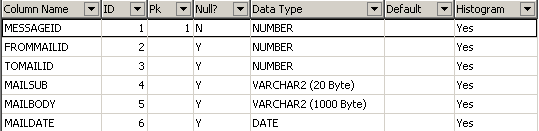 Column Name ID Pk Null? Data Type Default Histogram
MESSAGEID 1 1 N NUMBER Yes
FROMMAILID 2 Y NUMBER Yes
TOMAILID 3 Y NUMBER Yes
MAILSUB 4 Y VARCHAR2 (20 Byte) Yes
MAILBODY 5 Y VARCHAR2 (1000 Byte) Yes
MAILDATE 6 Y DATE Yes